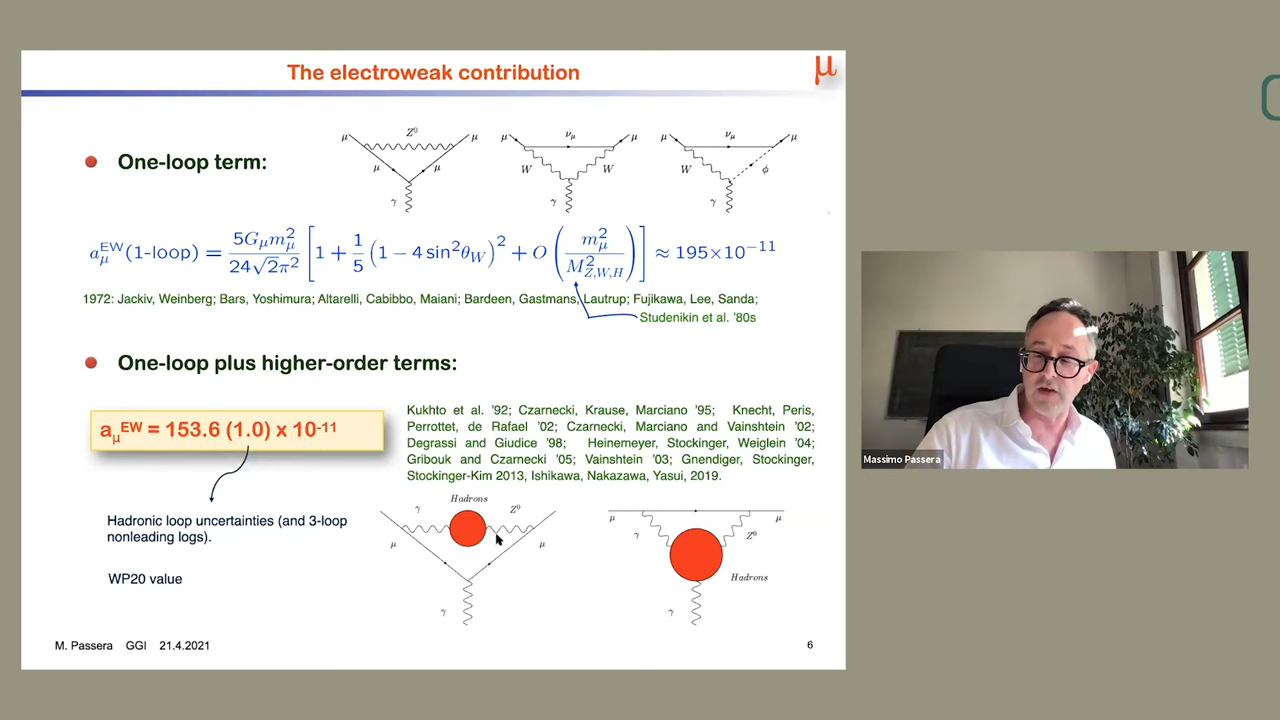 The electroweak contribution
μ
One-loop term:
μ Z⁰ μ
μ μ
γ
μ ν_μ μ
W W
γ
μ ν_μ μ
W ϕ
γ
a_μ^EW (1-loop) = 5G_μ m_μ² / 24√2π² [1 + 1/5 (1 − 4 sin²θ_W)² + O (m_μ² / M²_Z,W,H)] ≈ 195×10⁻¹¹
1972: Jackiv, Weinberg; Bars, Yoshimura; Altarelli, Cabibbo, Maiani; Bardeen, Gastmans, Lautrup; Fujikawa, Lee, Sanda;
Studenikin et al. '80s
One-loop plus higher-order terms:
a_μ^EW = 153.6 (1.0) x 10⁻¹¹
Kukhto et al. '92; Czarnecki, Krause, Marciano '95; Knecht, Peris,
Perrottet, de Rafael '02; Czarnecki, Marciano and Vainshtein '02;
Degrassi and Giudice '98; Heinemeyer, Stockinger, Weiglein '04;
Gribouk and Czarnecki '05; Vainshtein '03; Gnendiger, Stockinger,
Stockinger-Kim 2013, Ishikawa, Nakazawa, Yasui, 2019.
Hadronic loop uncertainties (and 3-loop
nonleading logs).
WP20 value
Hadrons
γ Z⁰
μ μ
γ
μ μ
γ Z⁰
Hadrons
γ
M. Passera GGI 21.4.2021
6
Massimo Passera